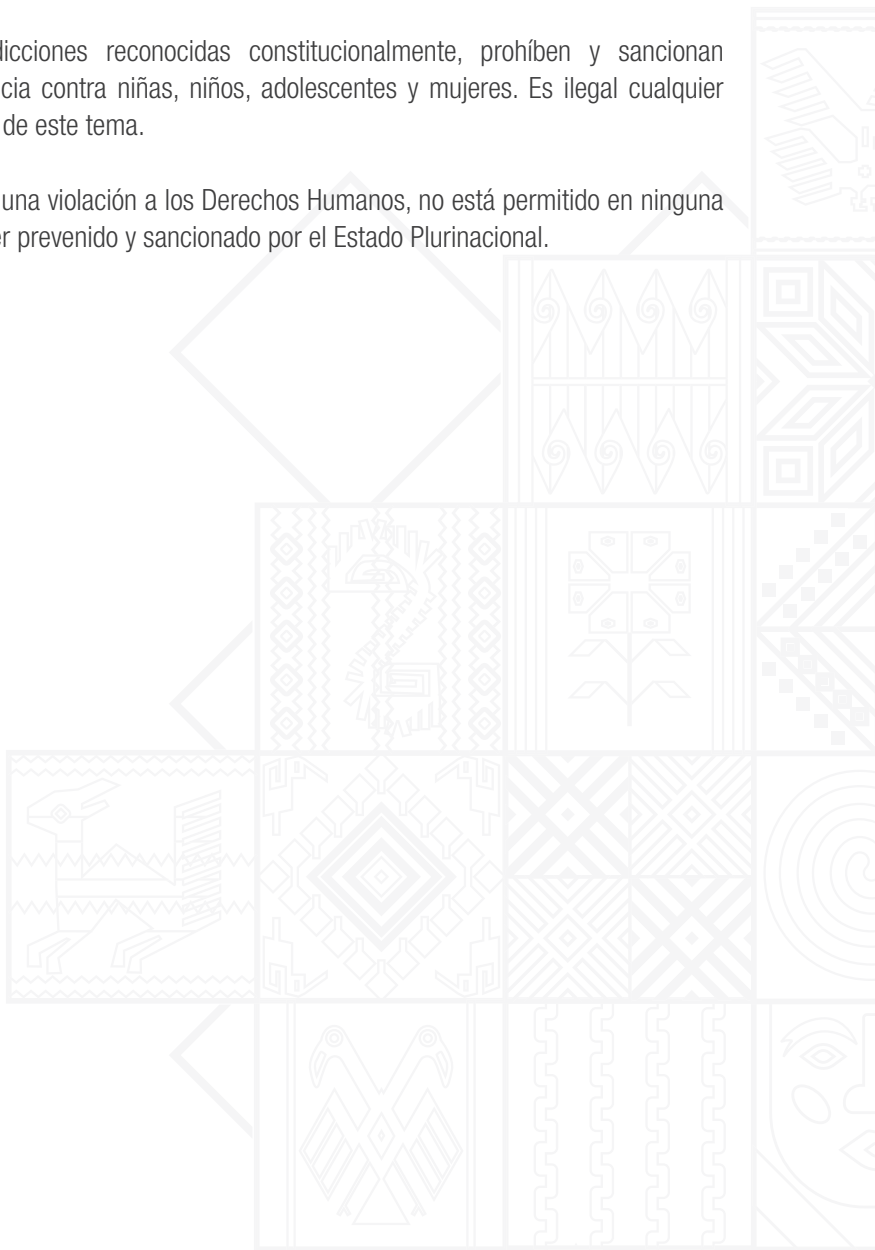 dicciones reconocidas constitucionalmente, prohíben y sancionan
cia contra niñas, niños, adolescentes y mujeres. Es ilegal cualquier
de este tema.
una violación a los Derechos Humanos, no está permitido en ninguna
er prevenido y sancionado por el Estado Plurinacional.